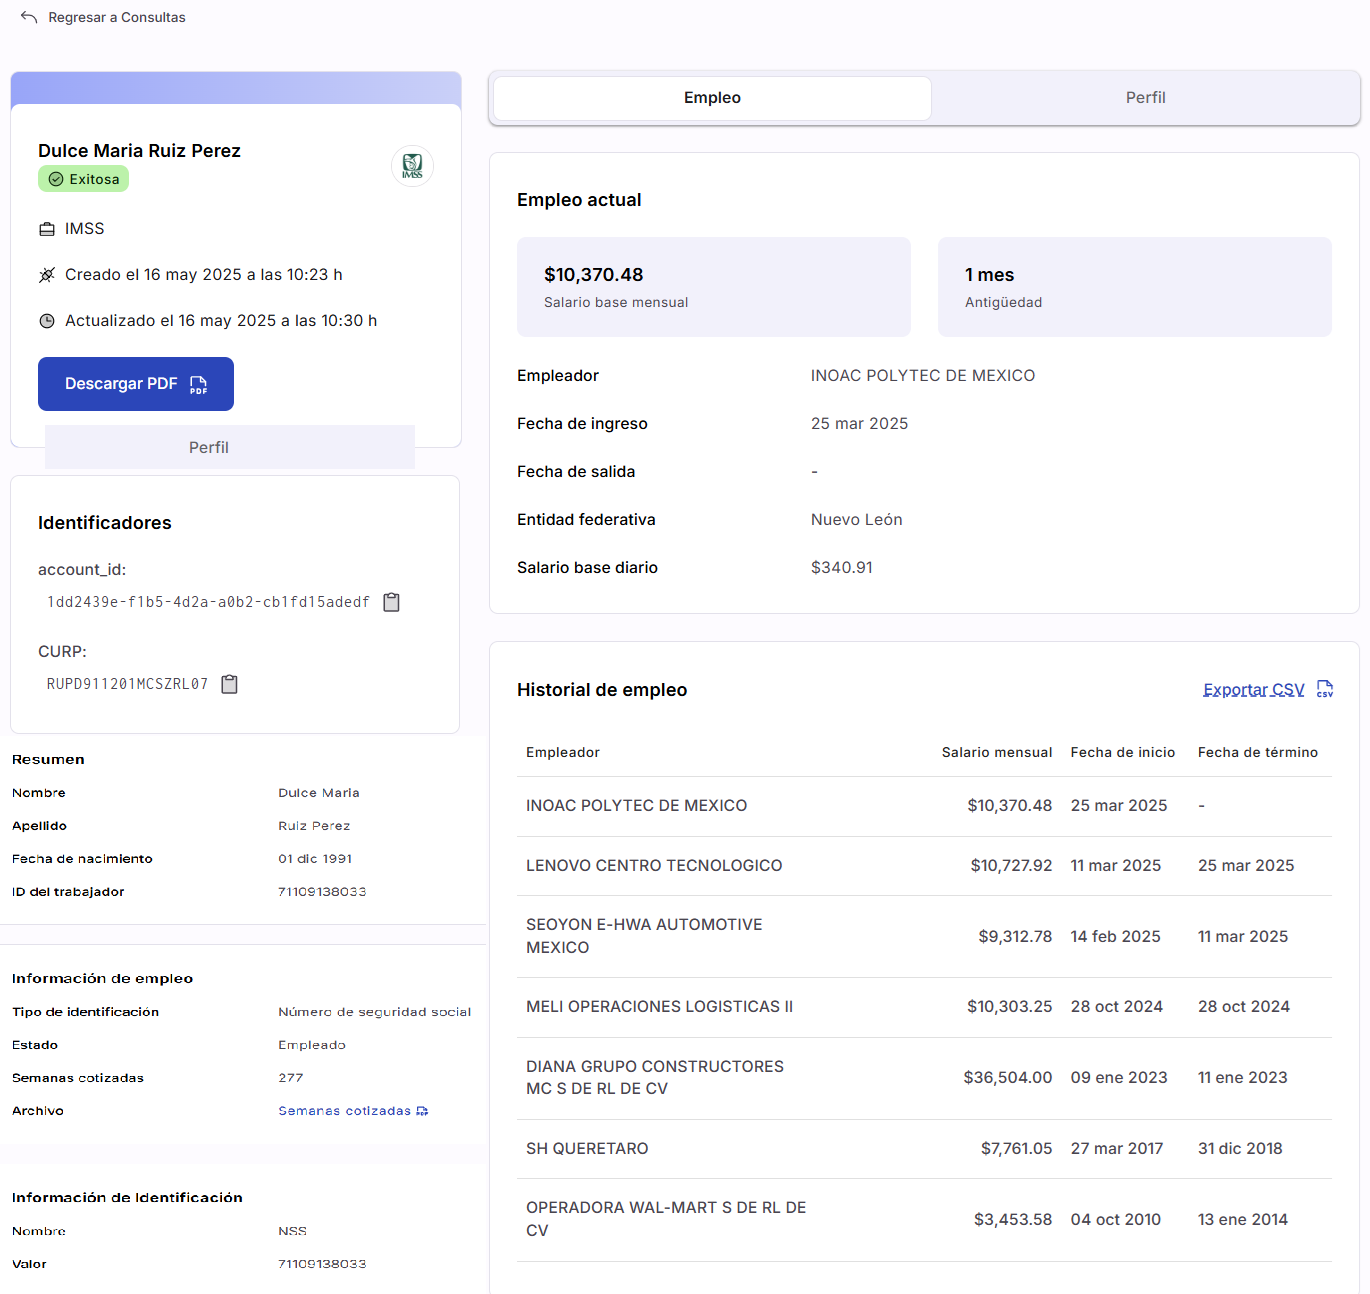 Regresar a Consultas
Dulce Maria Ruiz Perez
Exitosa
IMSS
IMSS
Creado el 16 may 2025 a las 10:23 h
Actualizado el 16 may 2025 a las 10:30 h
Descargar PDF
PDF
Perfil
Identificadores
account_id:
1dd2439e-f1b5-4d2a-a0b2-cb1fd15adedf
CURP:
RUPD911201MCSZRL07
Resumen
Nombre Dulce Maria
Apellido Ruiz Perez
Fecha de nacimiento 01 dic 1991
ID del trabajador 71109138033
Información de empleo
Tipo de identificación Número de seguridad social
Estado Empleado
Semanas cotizadas 277
Archivo Semanas cotizadas
Información de Identificación
Nombre NSS
Valor 71109138033
Empleo Perfil
Empleo actual
$10,370.48
Salario base mensual
1 mes
Antigüedad
Empleador INOAC POLYTEC DE MEXICO
Fecha de ingreso 25 mar 2025
Fecha de salida -
Entidad federativa Nuevo León
Salario base diario $340.91
Historial de empleo Exportar CSV
CSV
Empleador Salario mensual Fecha de inicio Fecha de término
INOAC POLYTEC DE MEXICO $10,370.48 25 mar 2025 -
LENOVO CENTRO TECNOLOGICO $10,727.92 11 mar 2025 25 mar 2025
SEOYON E-HWA AUTOMOTIVE
MEXICO $9,312.78 14 feb 2025 11 mar 2025
MELI OPERACIONES LOGISTICAS II $10,303.25 28 oct 2024 28 oct 2024
DIANA GRUPO CONSTRUCTORES
MC S DE RL DE CV $36,504.00 09 ene 2023 11 ene 2023
SH QUERETARO $7,761.05 27 mar 2017 31 dic 2018
OPERADORA WAL-MART S DE RL DE
CV $3,453.58 04 oct 2010 13 ene 2014